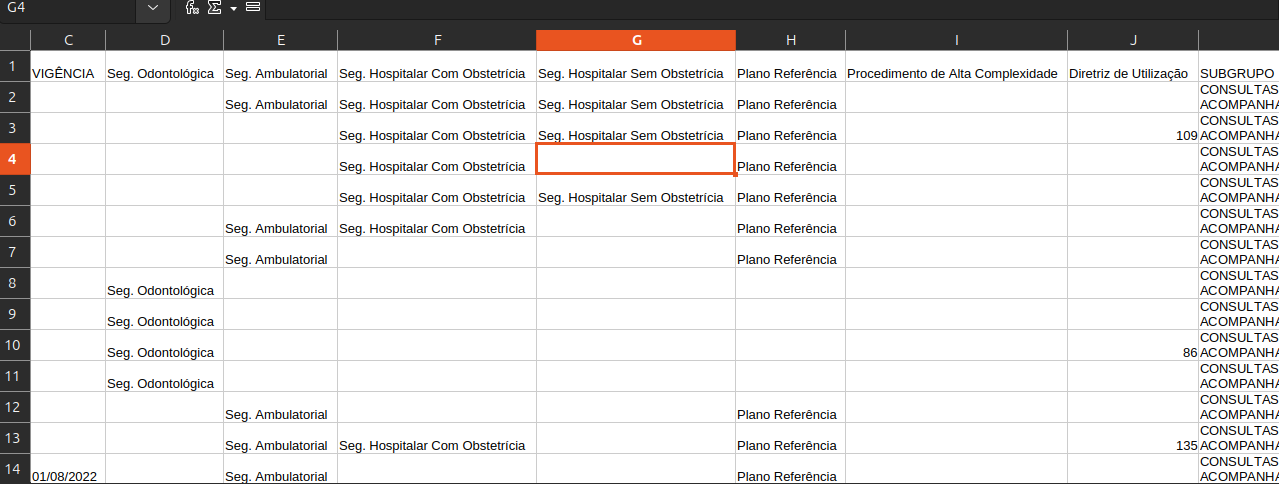 G4
C D E F G H I J
1 VIGÊNCIA Seg. Odontológica Seg. Ambulatorial Seg. Hospitalar Com Obstetrícia Seg. Hospitalar Sem Obstetrícia Plano Referência Procedimento de Alta Complexidade Diretriz de Utilização SUBGRUPO
2 Seg. Ambulatorial Seg. Hospitalar Com Obstetrícia Seg. Hospitalar Sem Obstetrícia Plano Referência CONSULTAS
ACOMPANHA
3 Seg. Hospitalar Com Obstetrícia Seg. Hospitalar Sem Obstetrícia Plano Referência 109 CONSULTAS
ACOMPANHA
4 Seg. Hospitalar Com Obstetrícia Plano Referência CONSULTAS
ACOMPANHA
5 Seg. Hospitalar Com Obstetrícia Seg. Hospitalar Sem Obstetrícia Plano Referência CONSULTAS
ACOMPANHA
6 Seg. Ambulatorial Seg. Hospitalar Com Obstetrícia Plano Referência CONSULTAS
ACOMPANHA
7 Seg. Ambulatorial Plano Referência CONSULTAS
ACOMPANHA
8 Seg. Odontológica CONSULTAS
ACOMPANHA
9 Seg. Odontológica CONSULTAS
ACOMPANHA
10 Seg. Odontológica 86 CONSULTAS
ACOMPANHA
11 Seg. Odontológica CONSULTAS
ACOMPANHA
12 Seg. Ambulatorial Plano Referência CONSULTAS
ACOMPANHA
13 Seg. Ambulatorial Seg. Hospitalar Com Obstetrícia Plano Referência 135 CONSULTAS
ACOMPANHA
14 01/08/2022 Seg. Ambulatorial Plano Referência CONSULTAS
ACOMPANHA